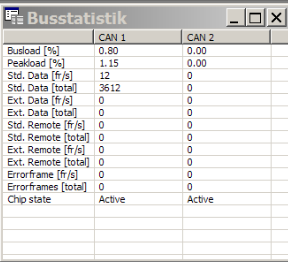 Busstatistik
CAN 1 CAN 2
Busload [%] 0.80 0.00
Peakload [%] 1.15 0.00
Std. Data [fr/s] 12 0
Std. Data [total] 3612 0
Ext. Data [fr/s] 0 0
Ext. Data [total] 0 0
Std. Remote [fr/s] 0 0
Std. Remote [total] 0 0
Ext. Remote [fr/s] 0 0
Ext. Remote [total] 0 0
Errorframe [fr/s] 0 0
Errorframes [total] 0 0
Chip state Active Active